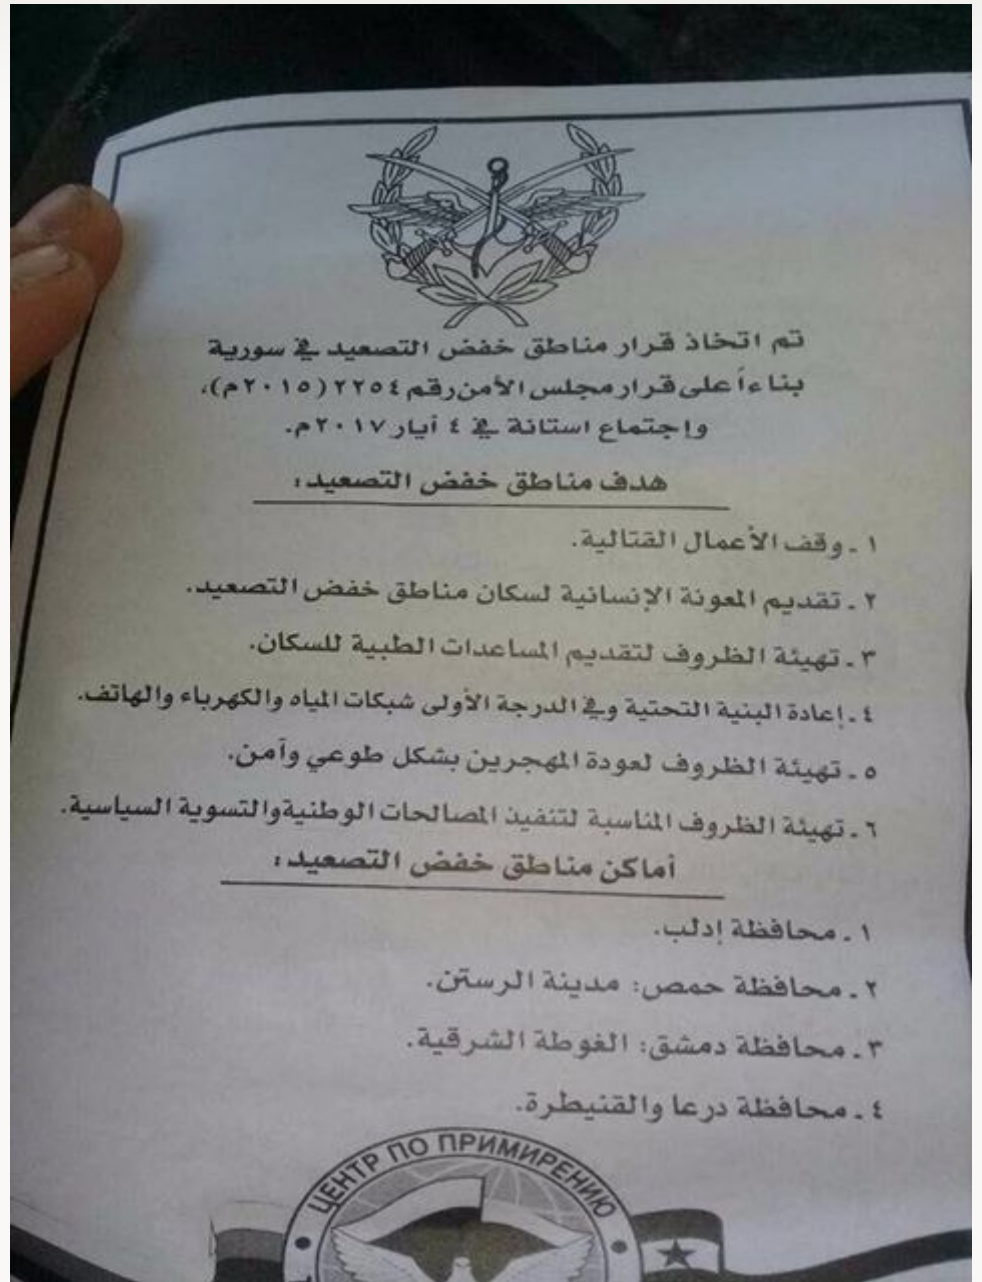 تم اتخاذ قرار مناطق خفض التصعيد في سورية
بناءاً على قرار مجلس الأمن رقم ٢٢٥٤ (٢٠١٥م)،
وإجتماع استانة في ٤ أيار ٢٠١٧م.
هدف مناطق خفض التصعيد:
١ ـ وقف الأعمال القتالية.
٢ ـ تقديم المعونة الإنسانية لسكان مناطق خفض التصعيد.
٣ ـ تهيئة الظروف لتقديم المساعدات الطبية للسكان.
٤ ـ إعادة البنية التحتية وفي الدرجة الأولى شبكات المياه والكهرباء والهاتف.
٥ ـ تهيئة الظروف لعودة المهجرين بشكل طوعي وآمن.
٦ ـ تهيئة الظروف المناسبة لتنفيذ المصالحات الوطنية والتسوية السياسية.
أماكن مناطق خفض التصعيد:
١ ـ محافظة إدلب.
٢ ـ محافظة حمص: مدينة الرستن.
٣ ـ محافظة دمشق: الغوطة الشرقية.
٤ ـ محافظة درعا والقنيطرة.
ЦЕНТР ПО ПРИМИРЕНИЮ